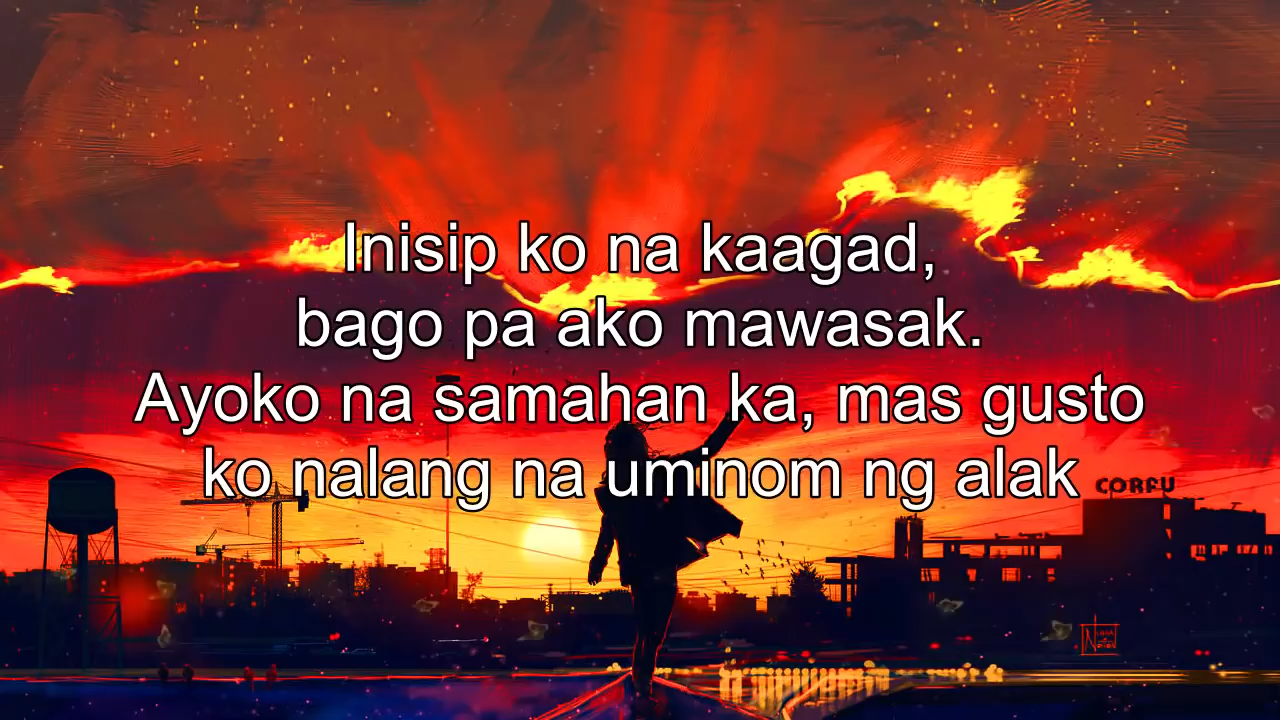 Inisip ko na kaagad,
bago pa ako mawasak.
Ayoko na samahan ka, mas gusto
ko nalang na uminom ng alak
CORFU